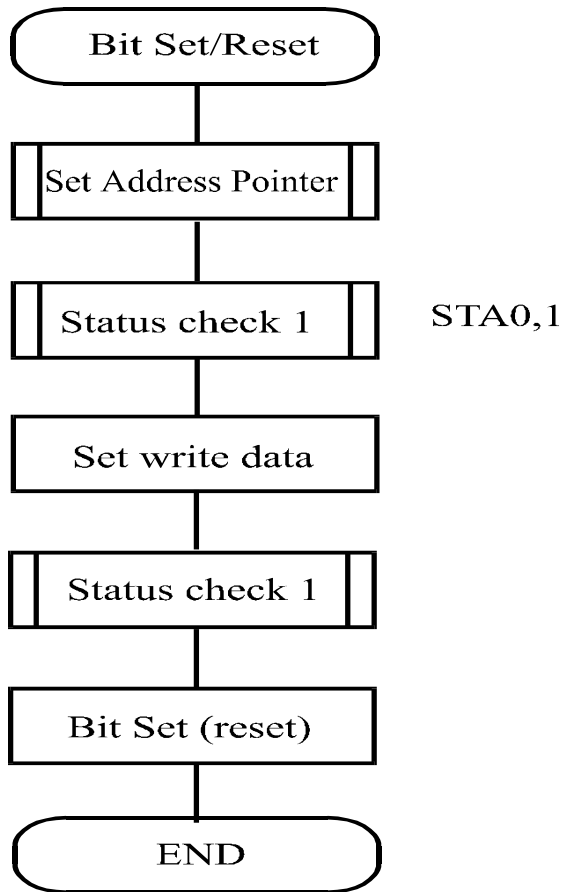 Bit Set/Reset
Set Address Pointer
Status check 1
STA0,1
Set write data
Status check 1
Bit Set (reset)
END